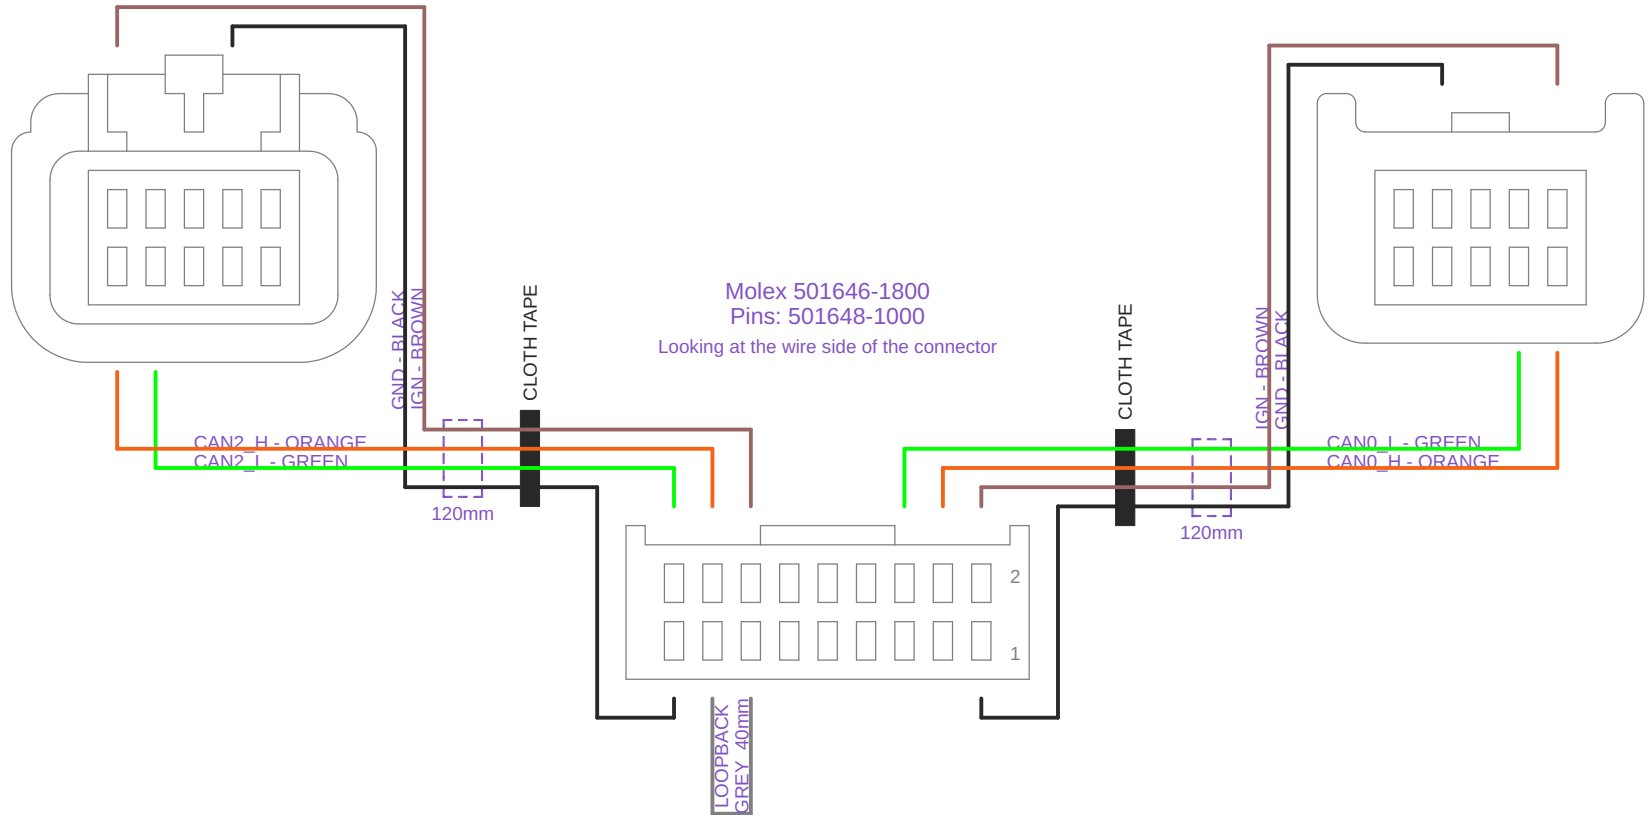 Molex 501646-1800
Pins: 501648-1000
Looking at the wire side of the connector
GND - BLACK
IGN - BROWN
CLOTH TAPE
CAN2_H - ORANGE
CAN2_L - GREEN
120mm
CLOTH TAPE
IGN - BROWN
GND - BLACK
CAN0_L - GREEN
CAN0_H - ORANGE
120mm
2
1
LOOPBACK
GREY 40mm